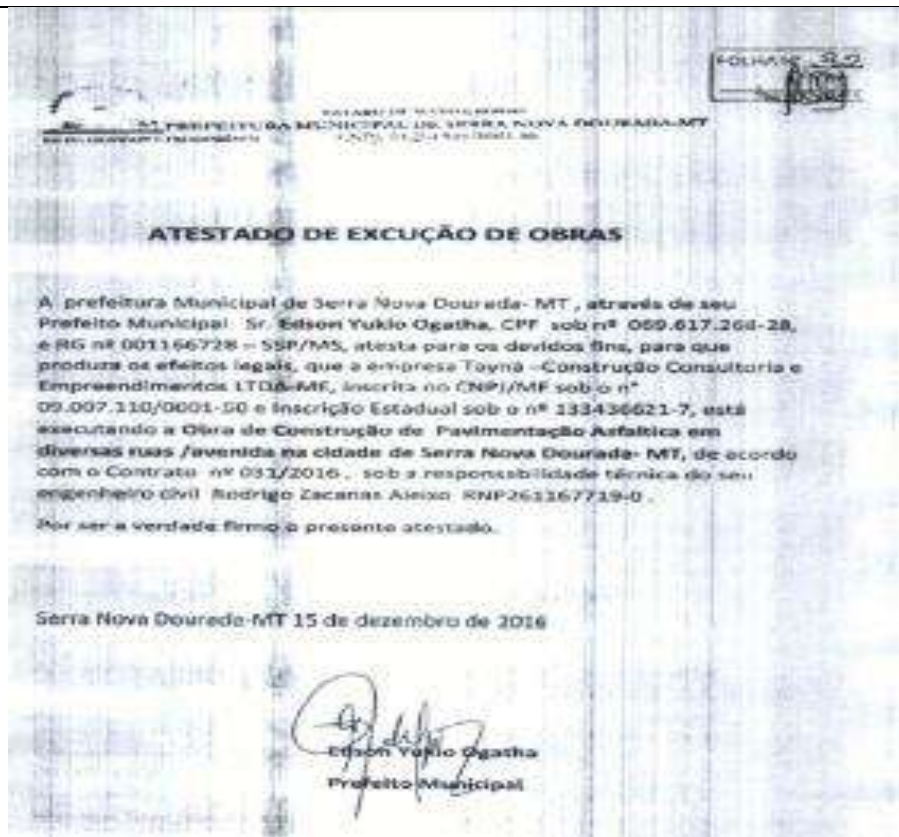 FOLHA Nº
PREFEITURA MUNICIPAL DE SERRA NOVA DOURADA-MT
ATESTADO DE EXCUÇÃO DE OBRAS
A prefeitura Municipal de Serra Nova Dourada- MT , através de seu
Prefeito Municipal Sr. Edson Yukio Ogatha, CPF sob nº 069.617.268-28,
e RG nº 001166728 – SSP/MS, atesta para os devidos fins, para que
produza os efeitos legais, que a empresa Tayná –Construção Consultoria e
Empreendimentos LTDA-ME, inscrita no CNPJ/MF sob o n°
09.007.110/0001-50 e Inscrição Estadual sob o nº 133436621-7, está
executando a Obra de Construção de Pavimentação Asfaltica em
diversas ruas /avenida na cidade de Serra Nova Dourada- MT, de acordo
com o Contrato nº 031/2016 , sob a responsabilidade técnica do seu
engenheiro civil Rodrigo Zacarias Aleixo RNP261167719-0 .
Por ser a verdade firmo o presente atestado.
Serra Nova Dourada-MT 15 de dezembro de 2016
Edson Yukio Ogatha
Prefeito Municipal